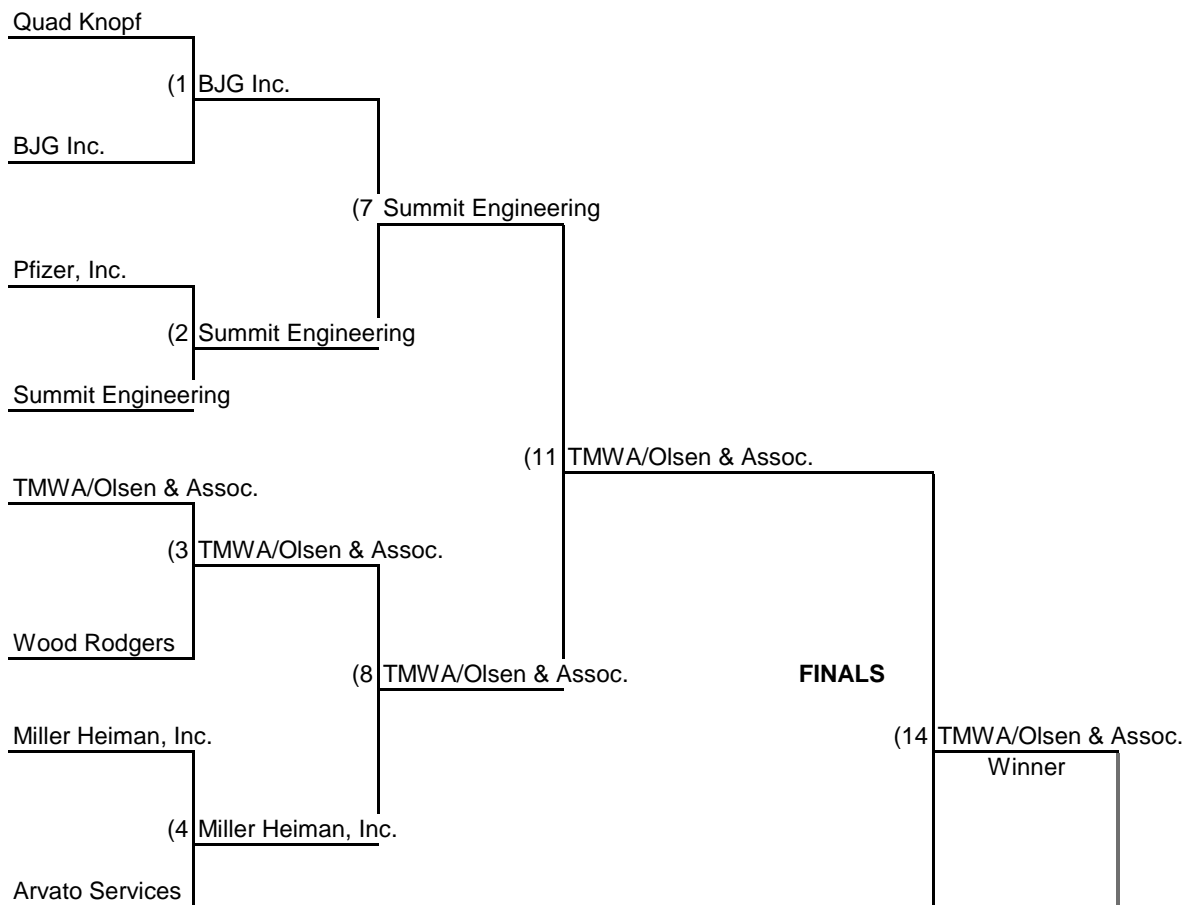 Quad Knopf
(1 BJG Inc.
BJG Inc.
(7 Summit Engineering
Pfizer, Inc.
(2 Summit Engineering
Summit Engineering
(11 TMWA/Olsen & Assoc.
TMWA/Olsen & Assoc.
(3 TMWA/Olsen & Assoc.
Wood Rodgers
(8 TMWA/Olsen & Assoc. FINALS
Miller Heiman, Inc.
(14 TMWA/Olsen & Assoc.
Winner
(4 Miller Heiman, Inc.
Arvato Services